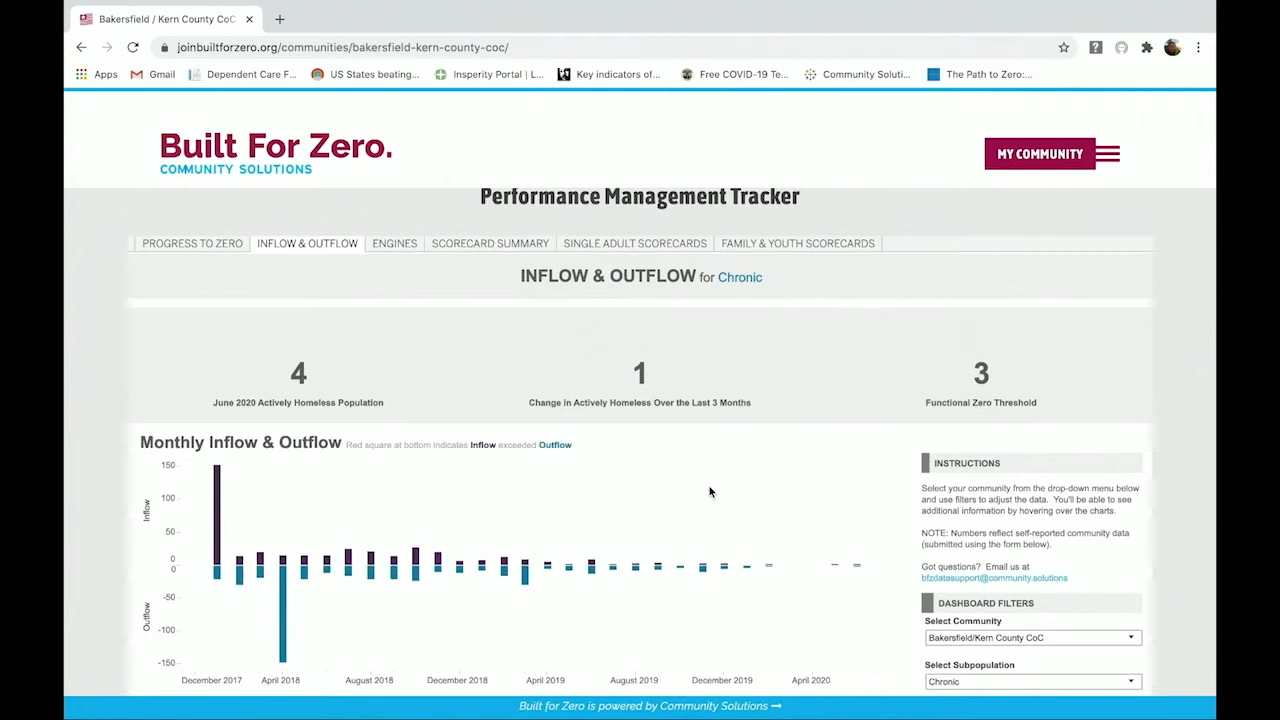 Bakersfield / Kern County CoC
joinbuiltforzero.org/communities/bakersfield-kern-county-coc/
Apps Gmail Dependent Care F... US States beating... Insperity Portal | L... Key indicators of... Free COVID-19 Te... Community Soluti... The Path to Zero:...
Built For Zero.
COMMUNITY SOLUTIONS
MY COMMUNITY
Performance Management Tracker
PROGRESS TO ZERO INFLOW & OUTFLOW ENGINES SCORECARD SUMMARY SINGLE ADULT SCORECARDS FAMILY & YOUTH SCORECARDS
INFLOW & OUTFLOW for Chronic
4 1 3
June 2020 Actively Homeless Population Change in Actively Homeless Over the Last 3 Months Functional Zero Threshold
Monthly Inflow & Outflow Red square at bottom indicates Inflow exceeded Outflow
150
100
50
0
Inflow
0
-50
-100
-150
Outflow
December 2017 April 2018 August 2018 December 2018 April 2019 August 2019 December 2019 April 2020
INSTRUCTIONS
Select your community from the drop-down menu below
and use filters to adjust the data. You'll be able to see
additional information by hovering over the charts.
NOTE: Numbers reflect self-reported community data
(submitted using the form below).
Got questions? Email us at
bfzdatasupport@community.solutions
DASHBOARD FILTERS
Select Community
Bakersfield/Kern County CoC
Select Subpopulation
Chronic
Built for Zero is powered by Community Solutions